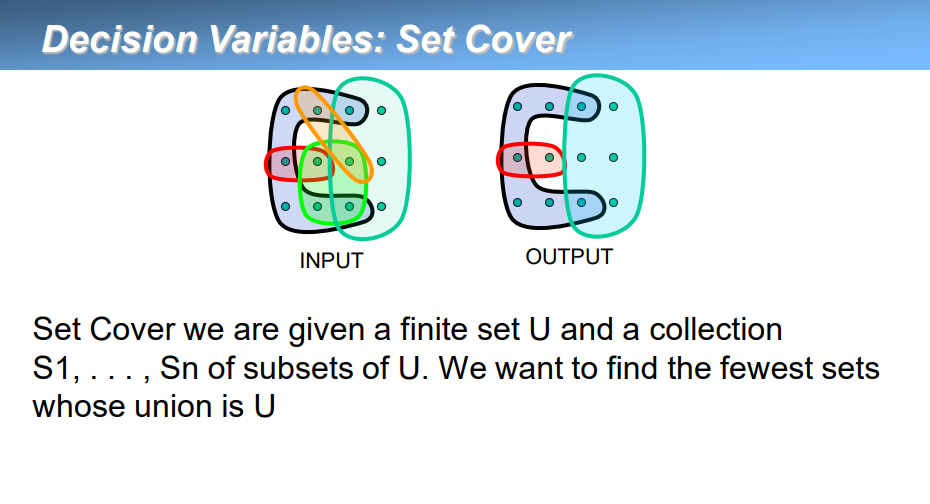 Decision Variables: Set Cover
INPUT
OUTPUT
Set Cover we are given a finite set U and a collection
S1, . . . , Sn of subsets of U. We want to find the fewest sets
whose union is U